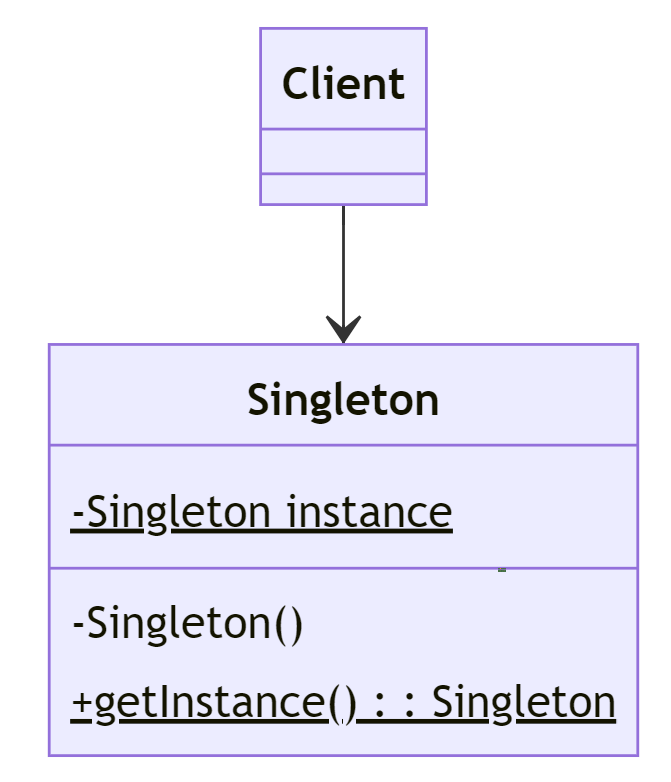 Client
Singleton
-Singleton instance
-Singleton()
+getInstance() : : Singleton